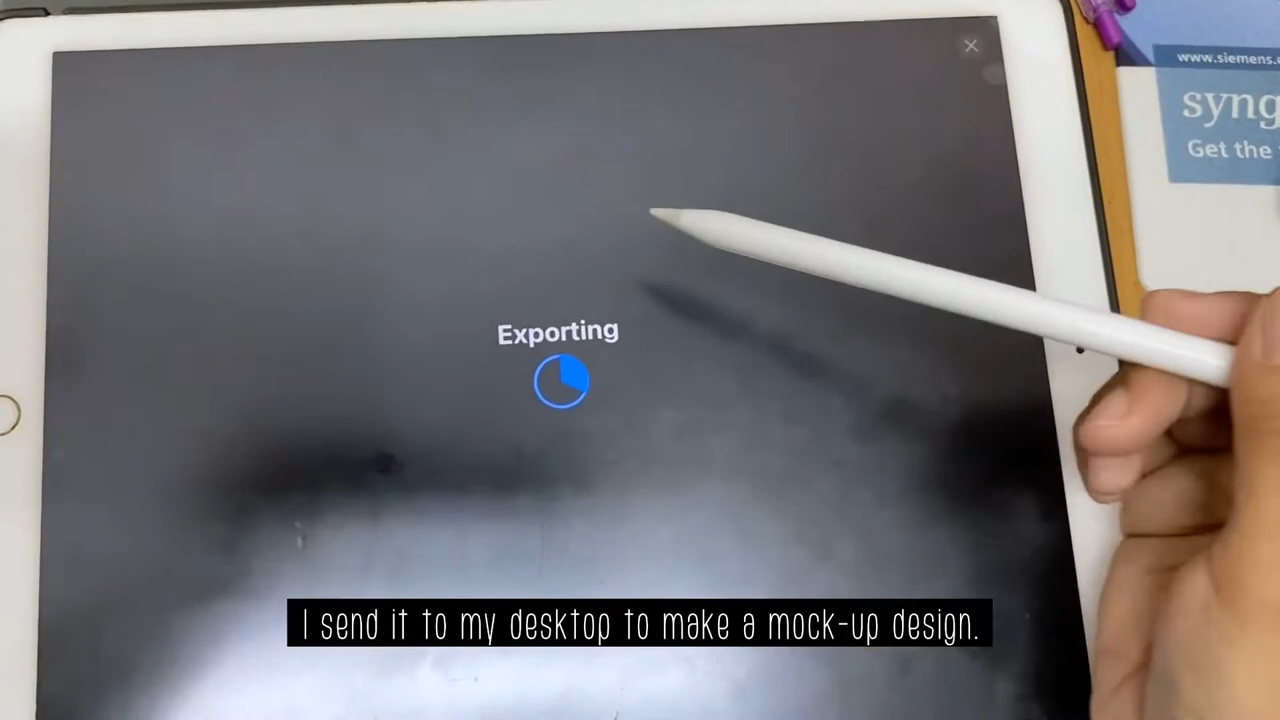 www.siemens.
syng
Get the
Exporting
I send it to my desktop to make a mock-up design.